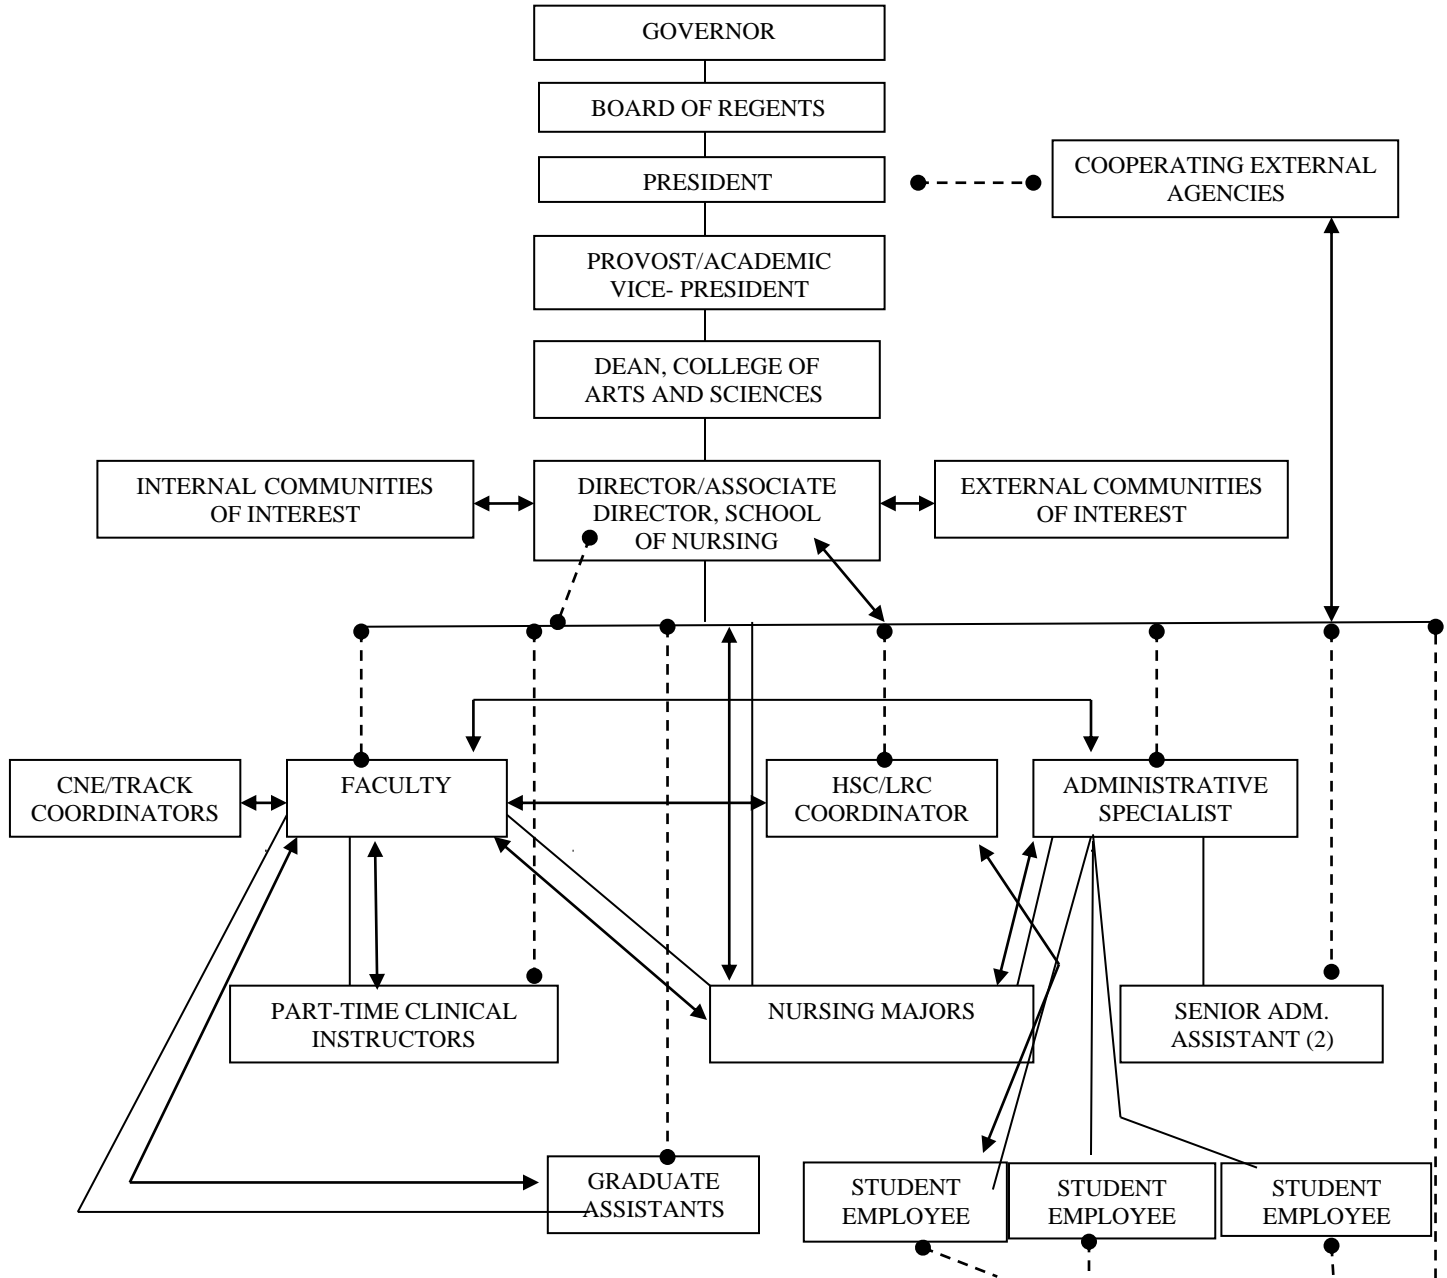 GOVERNOR
BOARD OF REGENTS
PRESIDENT
COOPERATING EXTERNAL
AGENCIES
PROVOST/ACADEMIC
VICE- PRESIDENT
DEAN, COLLEGE OF
ARTS AND SCIENCES
INTERNAL COMMUNITIES
OF INTEREST
DIRECTOR/ASSOCIATE
DIRECTOR, SCHOOL
OF NURSING
EXTERNAL COMMUNITIES
OF INTEREST
CNE/TRACK
COORDINATORS
FACULTY
HSC/LRC
COORDINATOR
ADMINISTRATIVE
SPECIALIST
PART-TIME CLINICAL
INSTRUCTORS
NURSING MAJORS
SENIOR ADM.
ASSISTANT (2)
GRADUATE
ASSISTANTS
STUDENT
EMPLOYEE
STUDENT
EMPLOYEE
STUDENT
EMPLOYEE